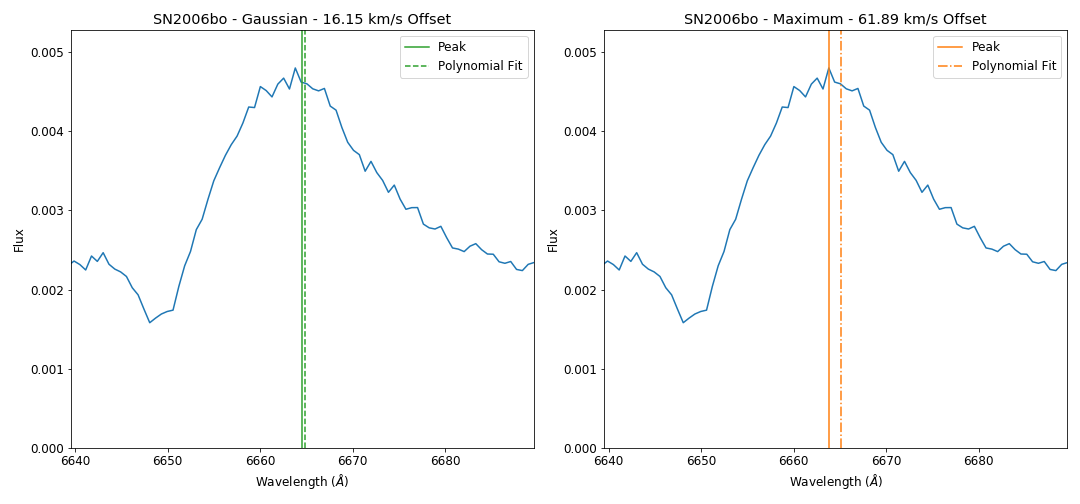 SN2006bo - Gaussian - 16.15 km/s Offset
Peak
Polynomial Fit
0.005
0.004
0.003
0.002
0.001
0.000
Flux
6640 6650 6660 6670 6680
Wavelength (Å)
SN2006bo - Maximum - 61.89 km/s Offset
Peak
Polynomial Fit
0.005
0.004
0.003
0.002
0.001
0.000
Flux
6640 6650 6660 6670 6680
Wavelength (Å)